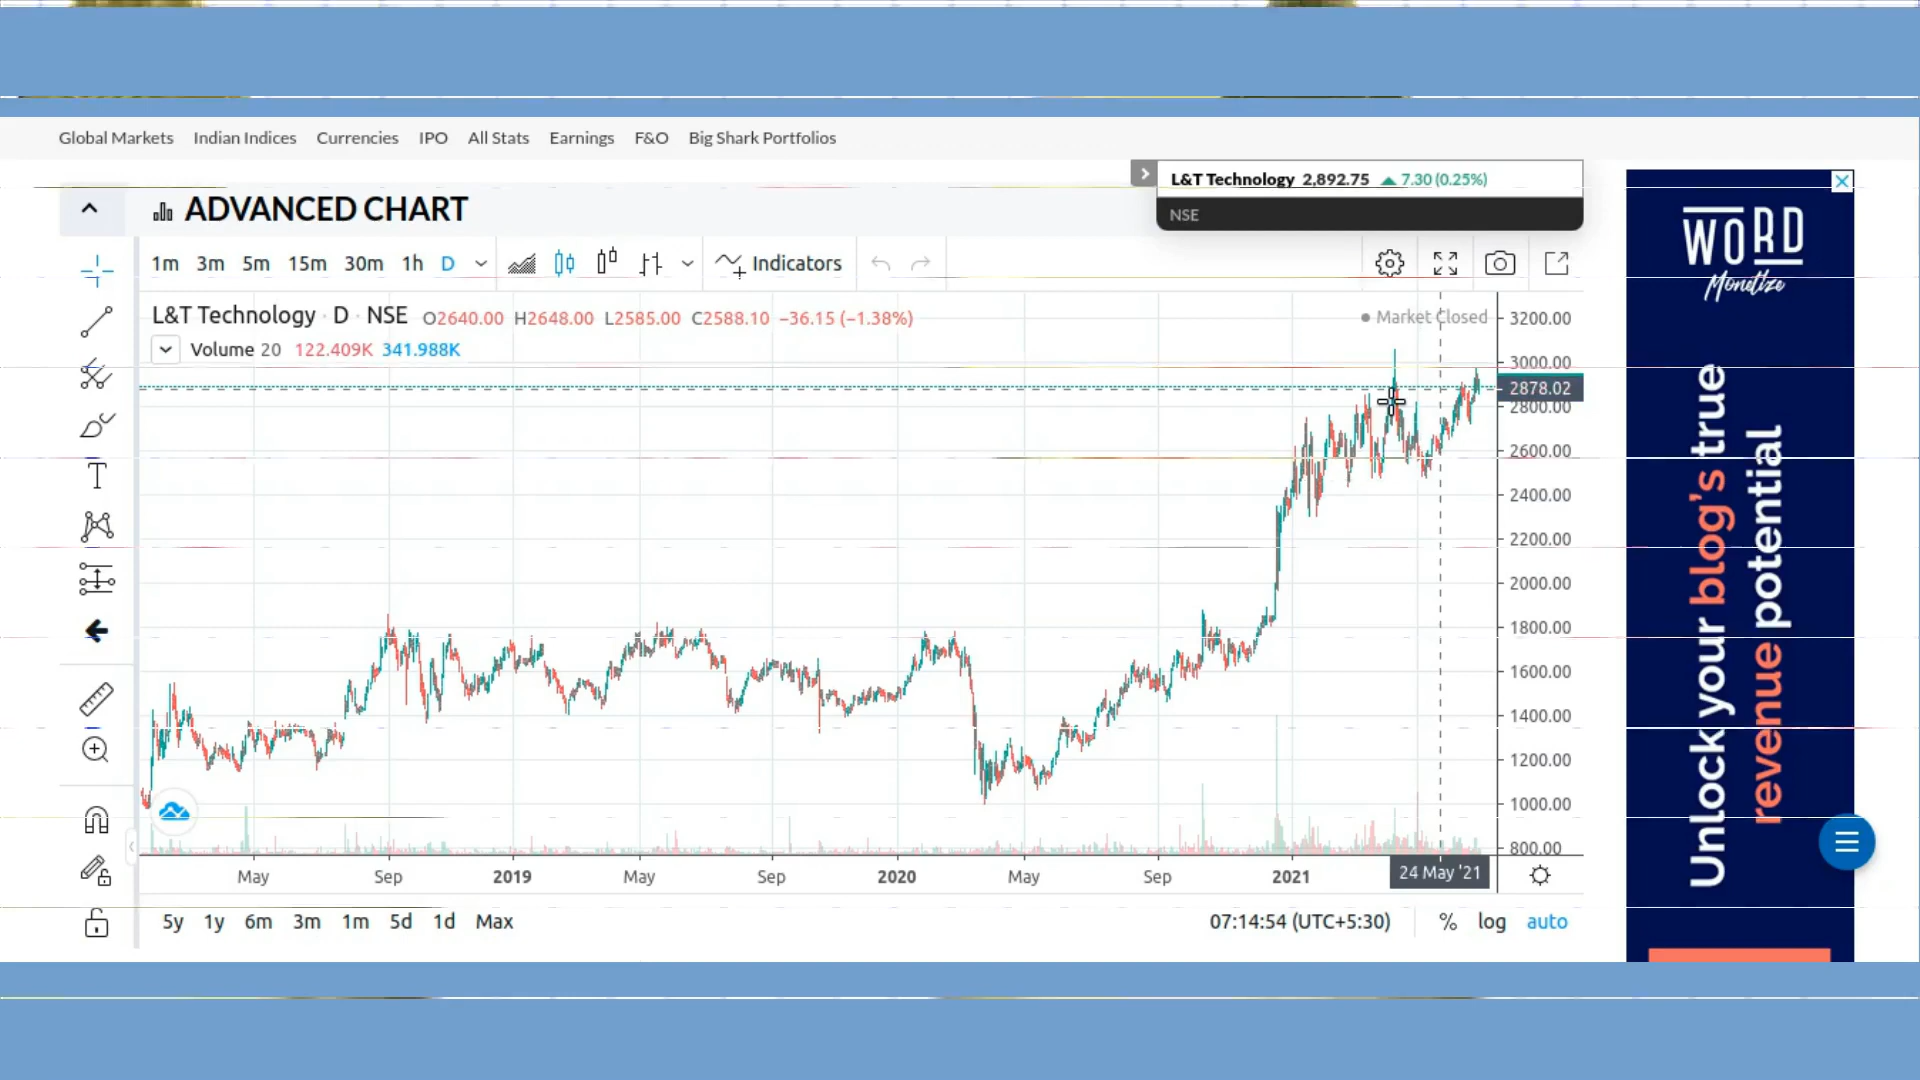 Global Markets Indian Indices Currencies IPO All Stats Earnings F&O Big Shark Portfolios
L&T Technology 2,892.75 ▲ 7.30 (0.25%)
NSE
ADVANCED CHART
1m 3m 5m 15m 30m 1h D Indicators
L&T Technology · D · NSE O2640.00 H2648.00 L2585.00 C2588.10 −36.15 (−1.38%)
Market Closed
Volume 20 122.409K 341.988K
3200.00
3000.00
2878.02
2800.00
2600.00
2400.00
2200.00
2000.00
1800.00
1600.00
1400.00
1200.00
1000.00
800.00
May Sep 2019 May Sep 2020 May Sep 2021 24 May '21
5y 1y 6m 3m 1m 5d 1d Max 07:14:54 (UTC+5:30) % log auto
WORD
Monetize
Unlock your blog's true
revenue potential